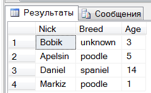 Результаты Сообщения
Nick Breed Age
1 Bobik unknown 3
2 Apelsin poodle 5
3 Daniel spaniel 14
4 Markiz poodle 1